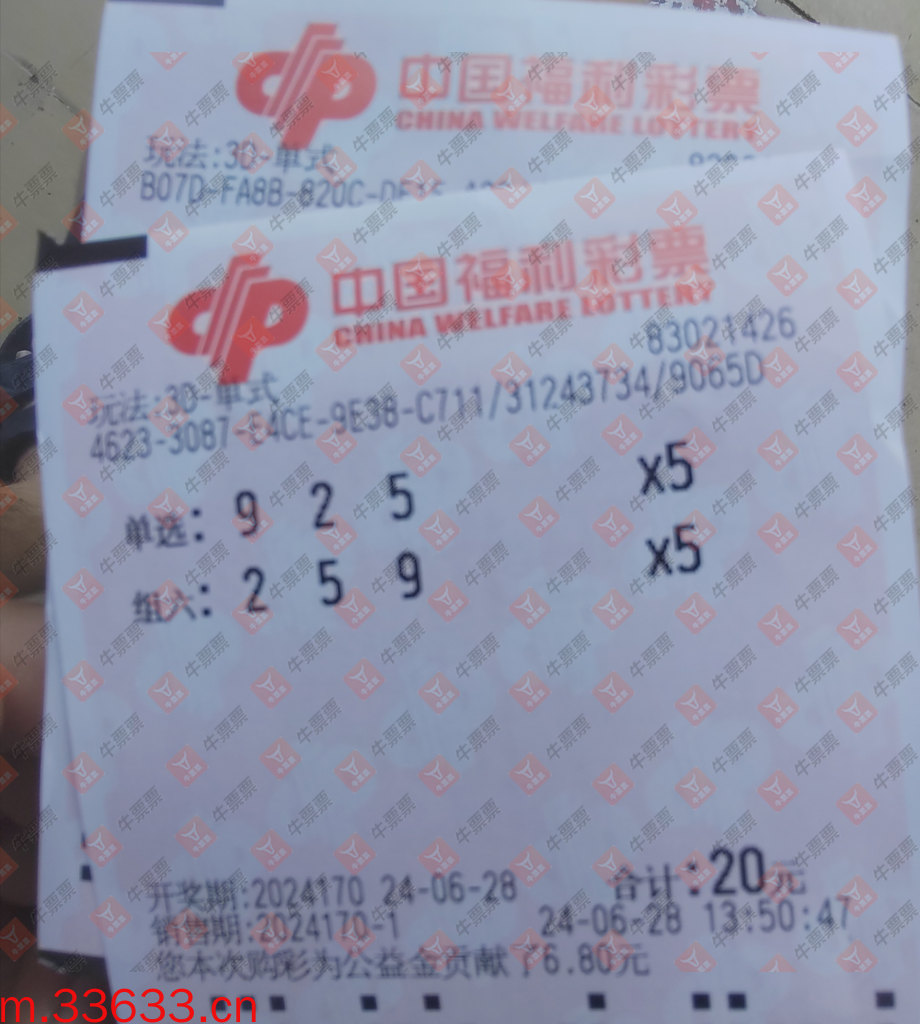 中国福利彩票
CHINA WELFARE LOTTERY
玩法:3D-单式
B07D-FA8B-820C-
中国福利彩票
CHINA WELFARE LOTTERY
83021426
玩法:3D-单式
4623-3087-E4CE-9E38-C711/31243734/9065D
单选: 9 2 5 x5
组六: 2 5 9 x5
合计:20元
开奖期:2024170 24-06-28
销售期:2024170-1 24-06-28 13:50:47
您本次购彩为公益金贡献了6.80元
牛票票
m.33633.cn